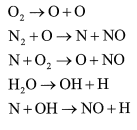 O₂ → O + O
N₂ + O → N + NO
N + O₂ → O + NO
H₂O → OH + H
N + OH → NO + H